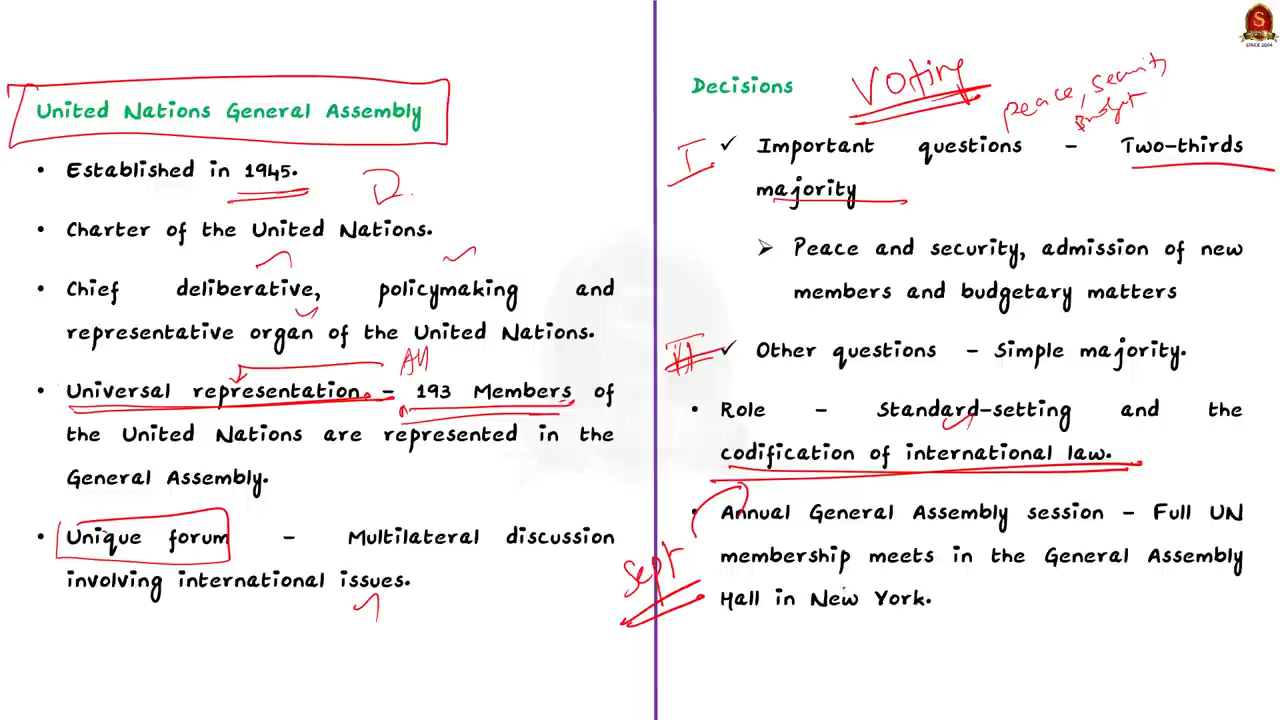 United Nations General Assembly
• Established in 1945.
• Charter of the United Nations.
• Chief deliberative, policymaking and
representative organ of the United Nations.
All
• Universal representation. – 193 Members of
the United Nations are represented in the
General Assembly.
• Unique forum – Multilateral discussion
involving international issues.
Decisions
Voting
peace, security
Budget
I
✓ Important questions – Two-thirds
majority
➢ Peace and security, admission of new
members and budgetary matters
✓ Other questions – Simple majority.
• Role – Standard-setting and the
codification of international law.
• Annual General Assembly session – Full UN
membership meets in the General Assembly
Hall in New York.
Sept
SINCE 2004